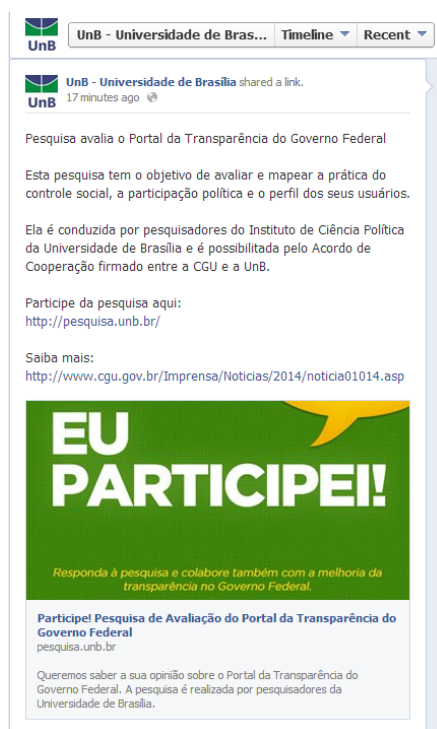 UnB
UnB - Universidade de Bras... Timeline Recent
UnB
UnB - Universidade de Brasília shared a link.
17 minutes ago
Pesquisa avalia o Portal da Transparência do Governo Federal
Esta pesquisa tem o objetivo de avaliar e mapear a prática do
controle social, a participação política e o perfil dos seus usuários.
Ela é conduzida por pesquisadores do Instituto de Ciência Política
da Universidade de Brasília e é possibilitada pelo Acordo de
Cooperação firmado entre a CGU e a UnB.
Participe da pesquisa aqui:
http://pesquisa.unb.br/
Saiba mais:
http://www.cgu.gov.br/Imprensa/Noticias/2014/noticia01014.asp
EU
PARTICIPEI!
Responda à pesquisa e colabore também com a melhoria da
transparência no Governo Federal.
Participe! Pesquisa de Avaliação do Portal da Transparência do
Governo Federal
pesquisa.unb.br
Queremos saber a sua opinião sobre o Portal da Transparência do
Governo Federal. A pesquisa é realizada por pesquisadores da
Universidade de Brasília.